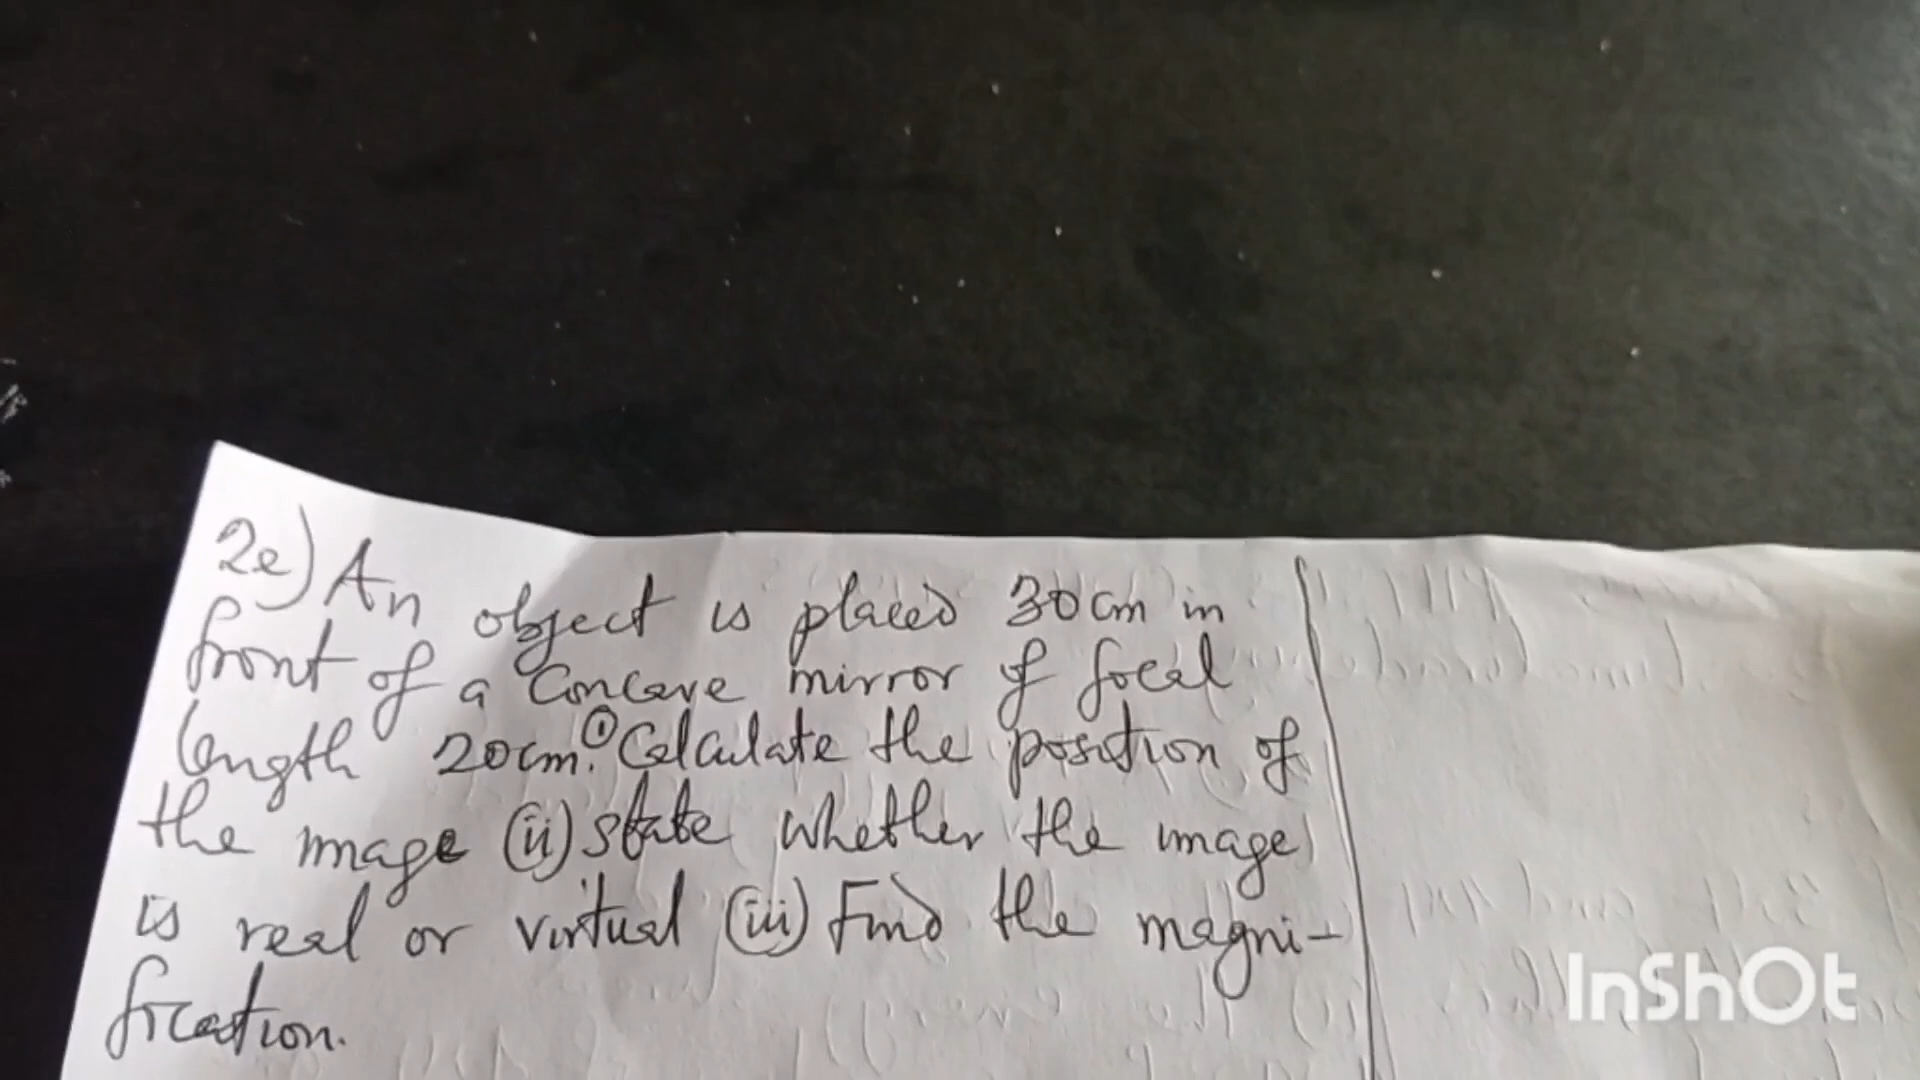 2e) An object is placed 30cm in
front of a Concave mirror of focal
length 20cm. (i) Calculate the position of
the image (ii) state whether the image
is real or virtual (iii) Find the magni-
fication.
InShOt